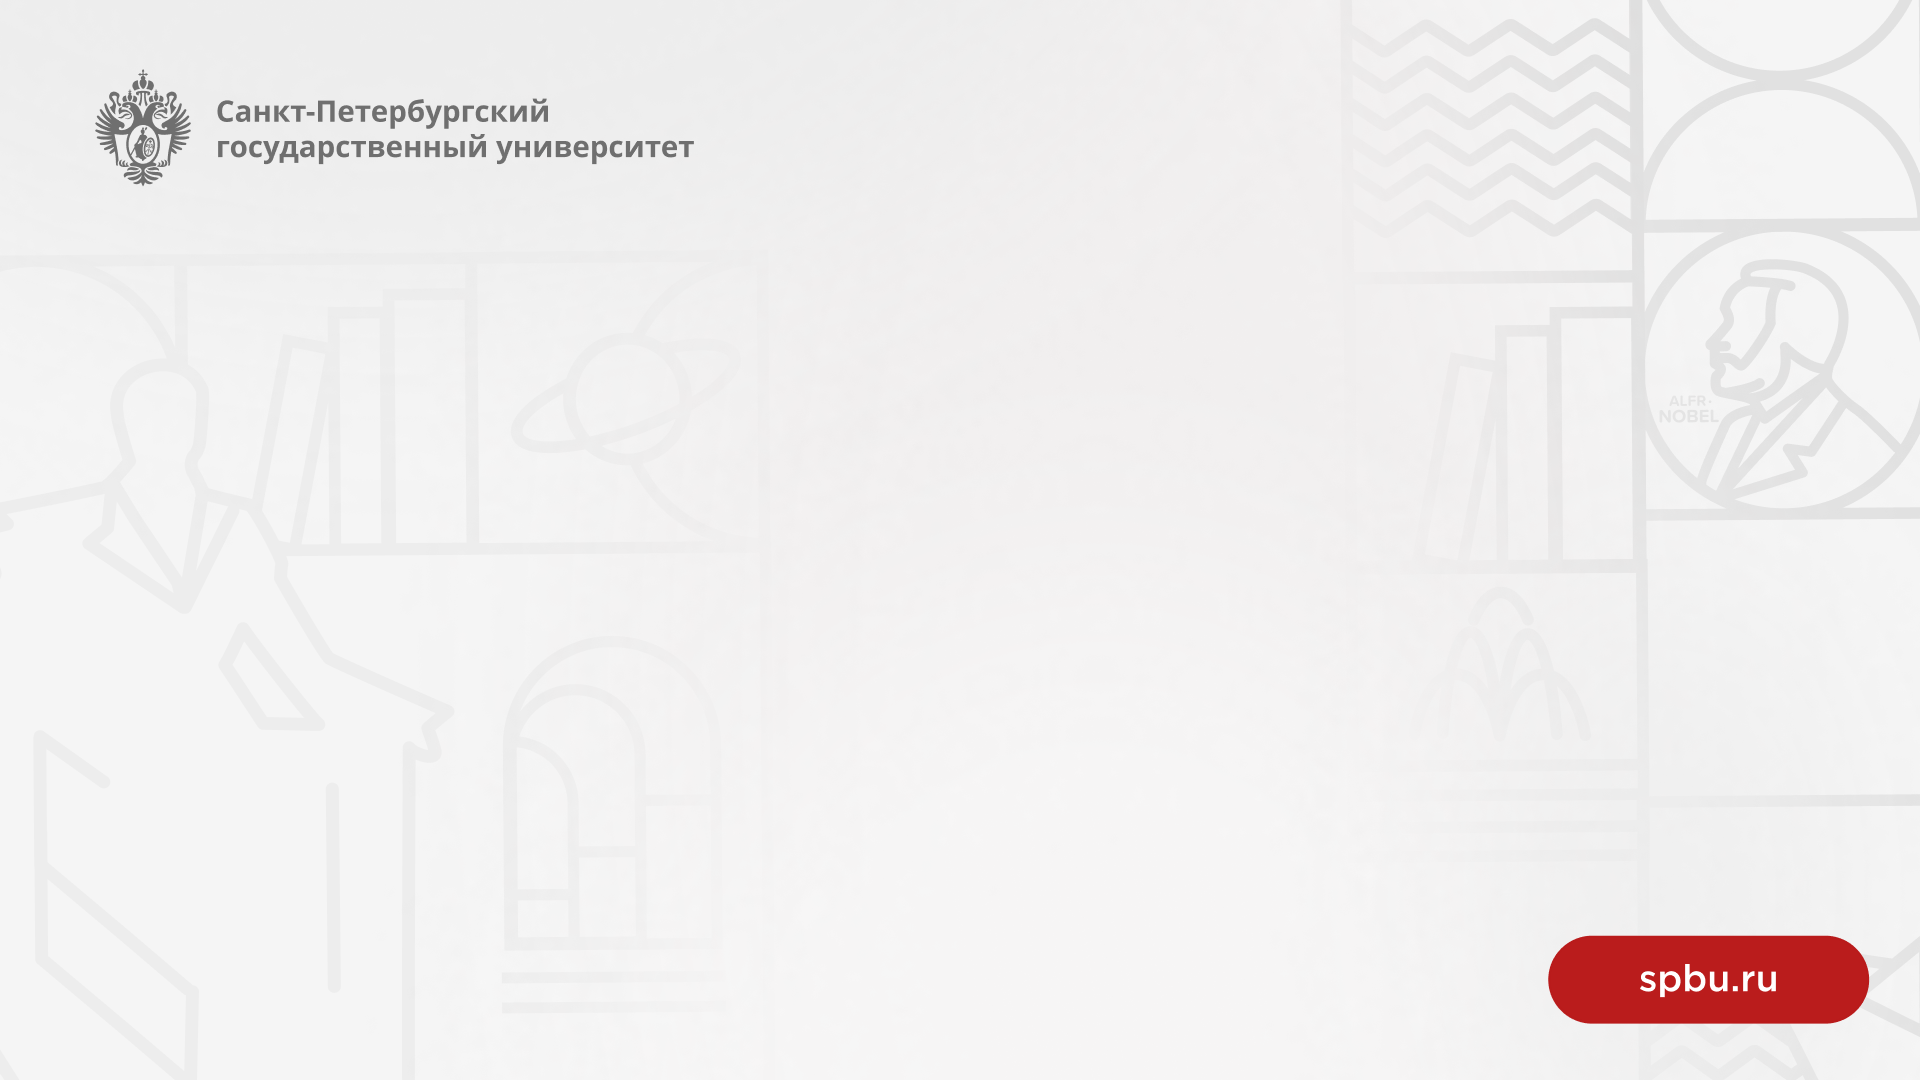 Санкт-Петербургский
государственный университет
ALFR
NOBEL
spbu.ru